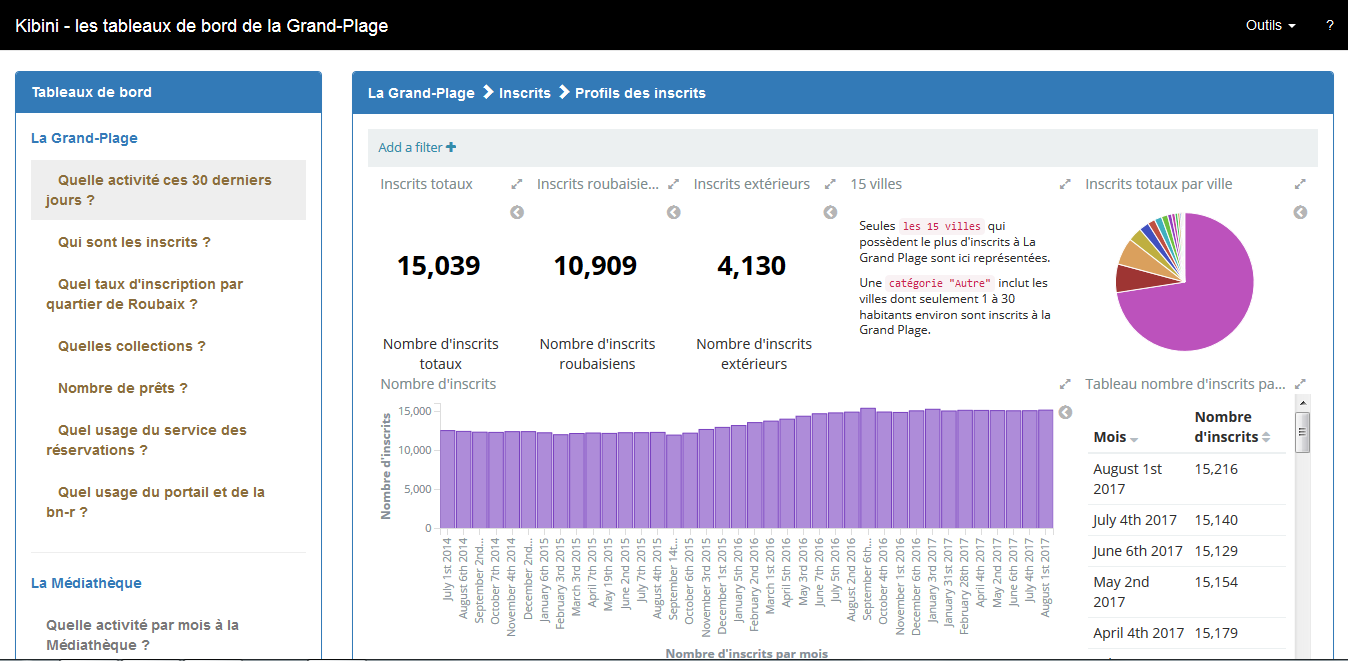 Kibini - les tableaux de bord de la Grand-Plage
Outils
?
Tableaux de bord
La Grand-Plage
Quelle activité ces 30 derniers
jours ?
Qui sont les inscrits ?
Quel taux d'inscription par
quartier de Roubaix ?
Quelles collections ?
Nombre de prêts ?
Quel usage du service des
réservations ?
Quel usage du portail et de la
bn-r ?
La Médiathèque
Quelle activité par mois à la
Médiathèque ?
La Grand-Plage Inscrits Profils des inscrits
Add a filter
Inscrits totaux
15,039
Nombre d'inscrits
totaux
Inscrits roubaisie...
10,909
Nombre d'inscrits
roubaisiens
Inscrits extérieurs
4,130
Nombre d'inscrits
extérieurs
15 villes
Seules les 15 villes qui
possèdent le plus d'inscrits à La
Grand Plage sont ici représentées.
Une catégorie "Autre" inclut les
villes dont seulement 1 à 30
habitants environ sont inscrits à la
Grand Plage.
Inscrits totaux par ville
Nombre d'inscrits
Nombre d'inscrits
15,000
10,000
5,000
0
July 1st 2014
August 6th 2014
September 2nd...
October 7th 2014
November 4th 2014
December 2nd...
January 6th 2015
February 3rd 2015
March 3rd 2015
April 7th 2015
May 19th 2015
June 2nd 2015
July 7th 2015
August 4th 2015
September 14t...
October 6th 2015
November 3rd 2015
December 1st 2015
January 5th 2016
February 2nd 2016
March 1st 2016
April 5th 2016
May 3rd 2016
June 7th 2016
July 5th 2016
August 2nd 2016
September 6th...
October 4th 2016
November 1st 2016
December 6th 2016
January 3rd 2017
January 31st 2017
February 28th 2017
April 4th 2017
May 2nd 2017
June 6th 2017
July 4th 2017
August 1st 2017
Nombre d'inscrits par mois
Tableau nombre d'inscrits pa...
Mois
Nombre
d'inscrits
August 1st
2017
15,216
July 4th 2017 15,140
June 6th 2017 15,129
May 2nd
2017
15,154
April 4th 2017 15,179